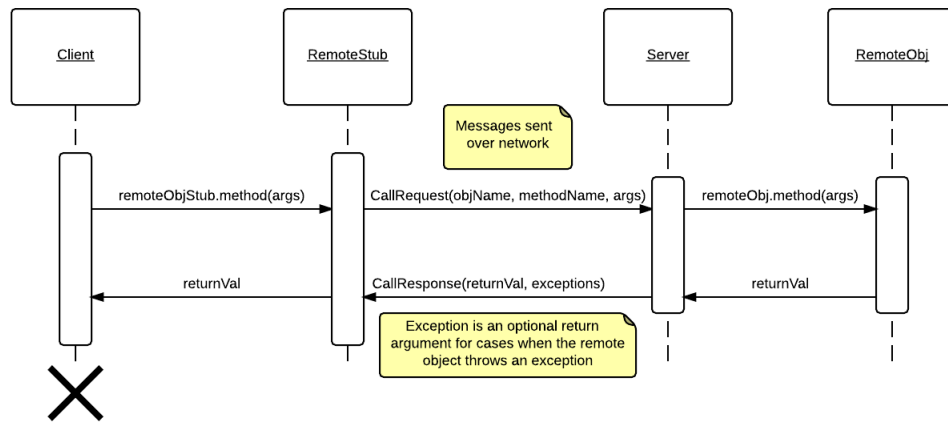 Client
RemoteStub
Server
RemoteObj
Messages sent
over network
remoteObjStub.method(args)
CallRequest(objName, methodName, args)
remoteObj.method(args)
returnVal
CallResponse(returnVal, exceptions)
returnVal
Exception is an optional return
argument for cases when the remote
object throws an exception